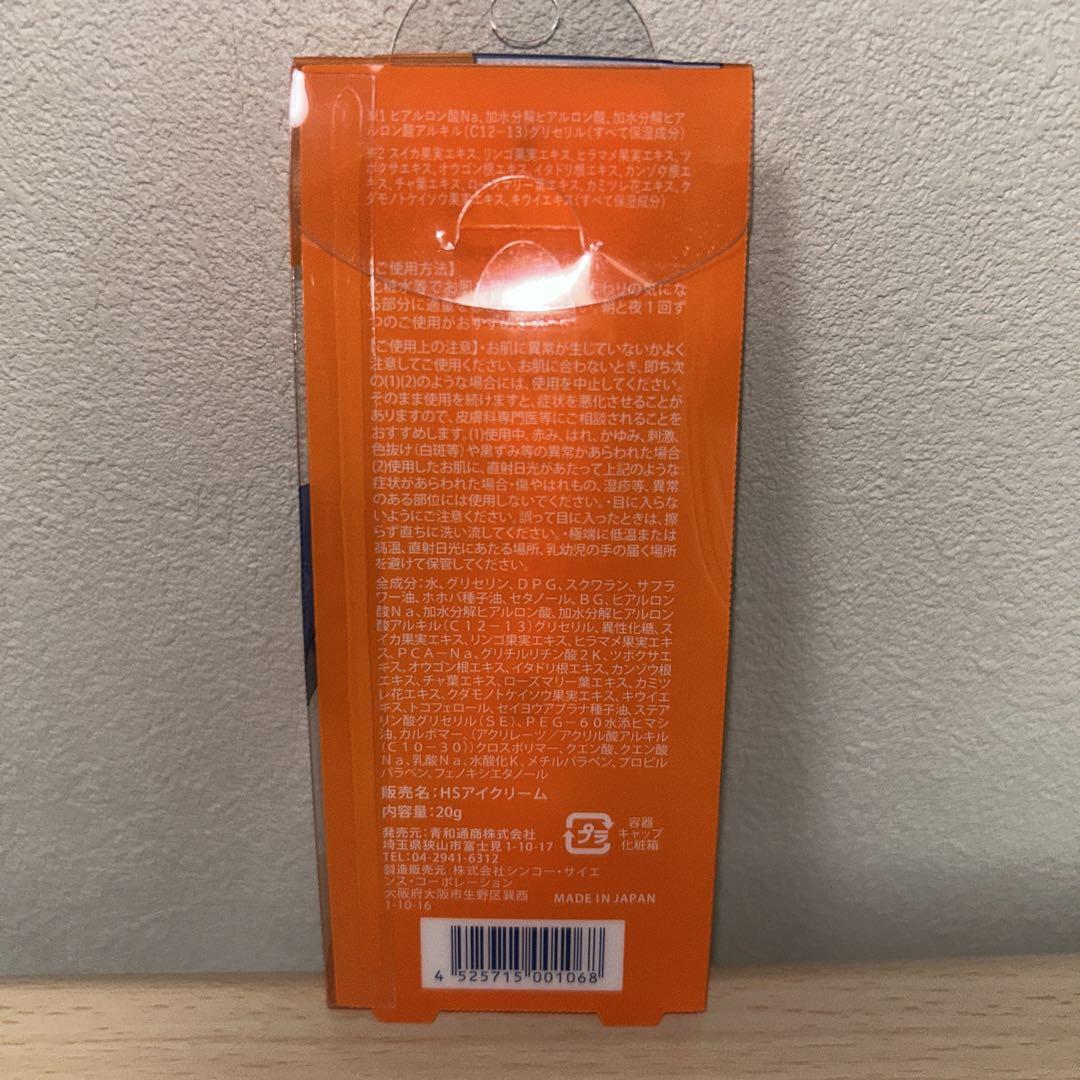 ※1 ヒアルロン酸Na、加水分解ヒアルロン酸、加水分解ヒア
ルロン酸アルキル(C12-13)グリセリル(すべて保湿成分)
※2 スイカ果実エキス、リンゴ果実エキス、ヒラマメ果実エキス、ツ
ボクサエキス、オウゴン根エキス、イタドリ根エキス、カンゾウ根エ
キス、チャ葉エキス、ローズマリー葉エキス、カミツレ花エキス、ク
ダモノトケイソウ果実エキス、キウイエキス(すべて保湿成分)
ご使用方法】
化粧水等でお肌 わりの気にな
る部分に適量を 朝と夜1回ず
つのご使用がおすす
【ご使用上の注意】・お肌に異常が生じていないかよく
注意してご使用ください。お肌に合わないとき、即ち次
の(1)(2)のような場合には、使用を中止してください。
そのまま使用を続けますと、症状を悪化させることが
ありますので、皮膚科専門医等にご相談されることを
おすすめします。(1)使用中、赤み、はれ、かゆみ、刺激、
色抜け(白斑等)や黒ずみ等の異常があらわれた場合
(2)使用したお肌に、直射日光があたって上記のような
症状があらわれた場合・傷やはれもの、湿疹等、異常
のある部位には使用しないでください。・目に入らな
いようにご注意ください。誤って目に入ったときは、擦
らず直ちに洗い流してください。・極端に低温または
高温、直射日光にあたる場所、乳幼児の手の届く場所
を避けて保管してください。
全成分:水、グリセリン、DPG、スクワラン、サフラ
ワー油、ホホバ種子油、セタノール、BG、ヒアルロン
酸Na、加水分解ヒアルロン酸、加水分解ヒアルロン
酸アルキル(C12-13)グリセリル、異性化糖、ス
イカ果実エキス、リンゴ果実エキス、ヒラマメ果実エキ
ス、PCA-Na、グリチルリチン酸2K、ツボクサエ
キス、オウゴン根エキス、イタドリ根エキス、カンゾウ根
エキス、チャ葉エキス、ローズマリー葉エキス、カミツ
レ花エキス、クダモノトケイソウ果実エキス、キウイエ
キス、トコフェロール、セイヨウアブラナ種子油、ステア
リン酸グリセリル(SE)、PEG-60水添ヒマシ
油、カルボマー、(アクリレーツ/アクリル酸アルキル
(C10-30))クロスポリマー、クエン酸、クエン酸
Na、乳酸Na、水酸化K、メチルパラベン、プロピル
パラベン、フェノキシエタノール
販売名:HSアイクリーム
内容量:20g
発売元:青和通商株式会社
埼玉県狭山市富士見1-10-17
TEL:04-2941-6312
製造販売元:株式会社シンコー・サイエ
ンス・コーポレーション
大阪府大阪市生野区巽西
1-10-16
プラ
容器
キャップ
化粧箱
MADE IN JAPAN
4 525715 001068